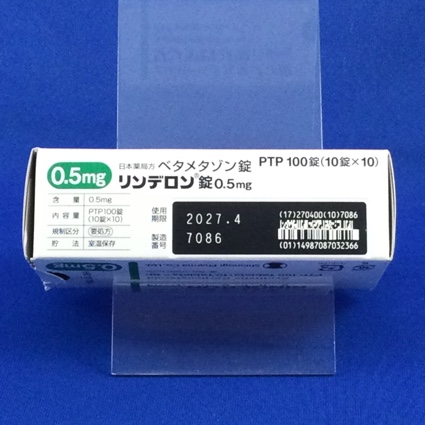 0.5mg
日本薬局方 ベタメタゾン錠
PTP 100錠(10錠×10)
リンデロン®錠0.5mg
含量 0.5mg
内容量 PTP100錠
(10錠×10)
規制区分 要処方
貯法 室温保存
使用
期限
2027.4
製造
番号
7086
(17)270400(10)7086
(01)14987087032366
0.5mg